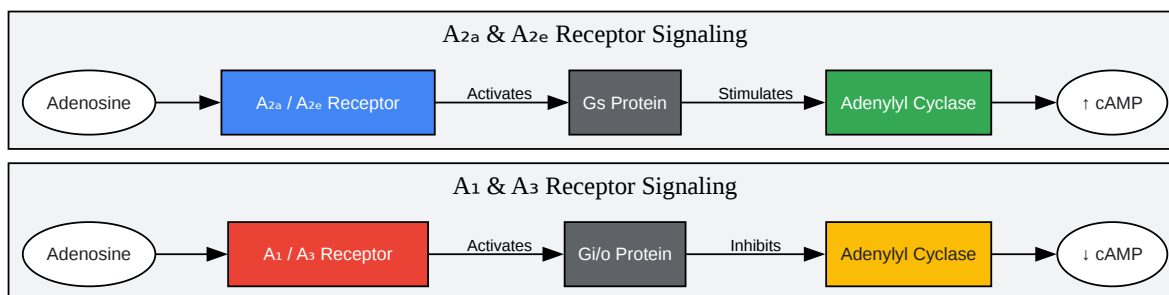 A₂ₐ & A₂ₑ Receptor Signaling
Adenosine
A₂ₐ / A₂ₑ Receptor
Activates
Gs Protein
Stimulates
Adenylyl Cyclase
↑ cAMP
A₁ & A₃ Receptor Signaling
Adenosine
A₁ / A₃ Receptor
Activates
Gi/o Protein
Inhibits
Adenylyl Cyclase
↓ cAMP